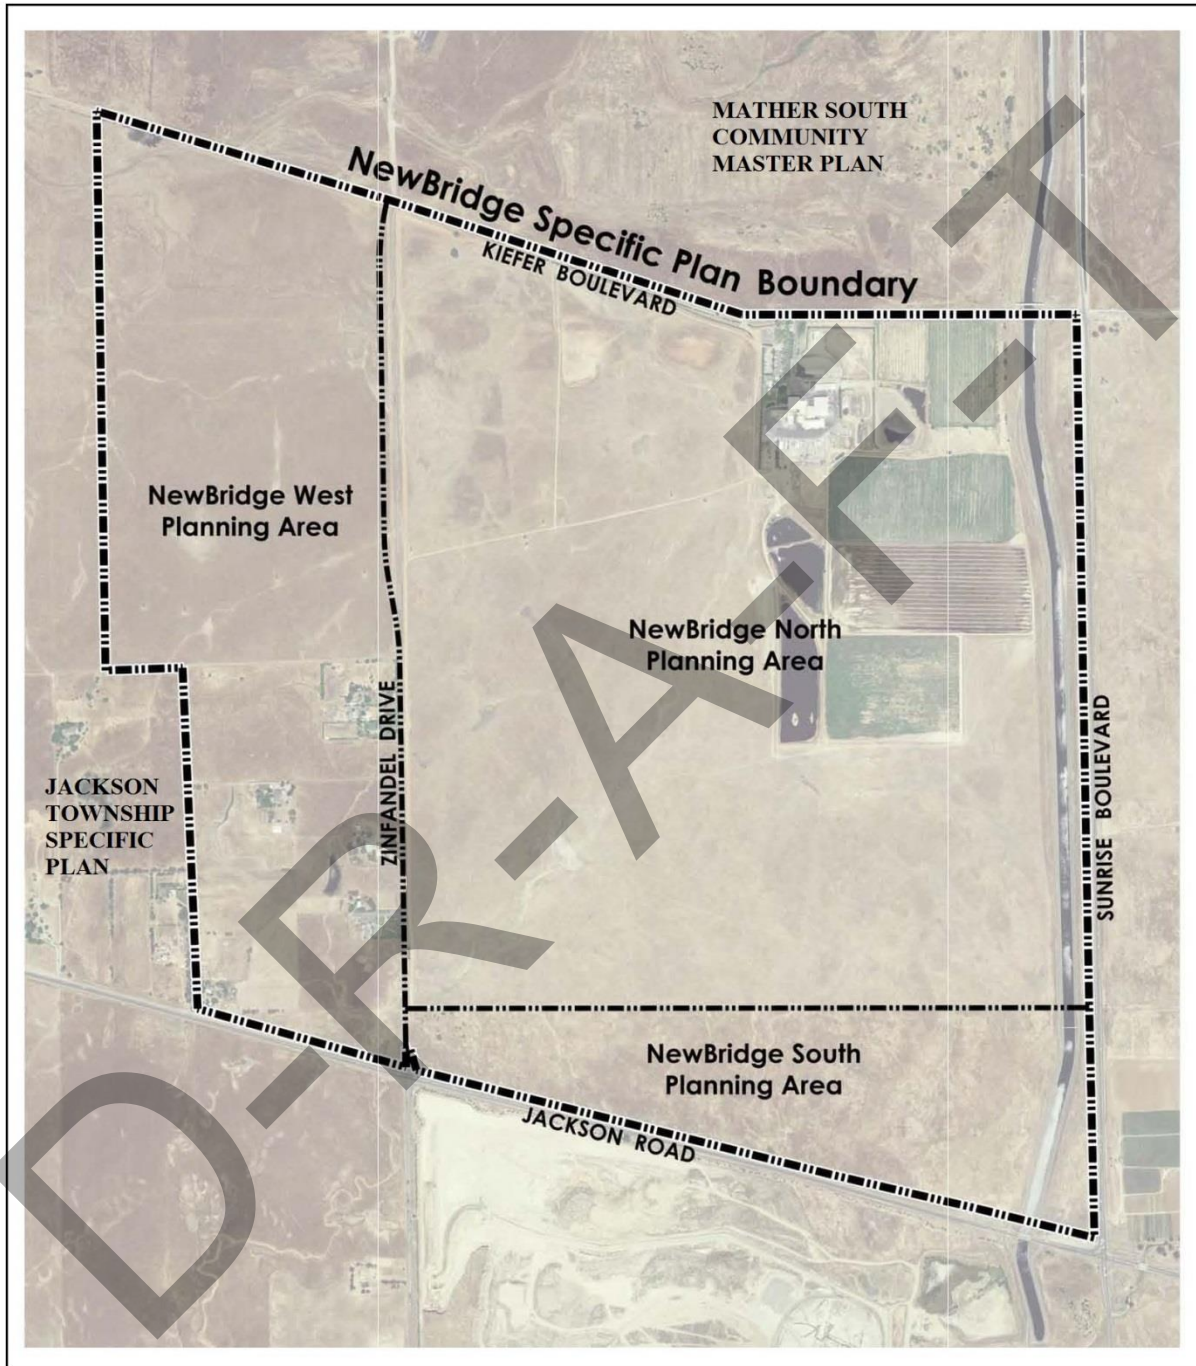 MATHER SOUTH
COMMUNITY
MASTER PLAN
NewBridge Specific Plan Boundary
KIEFER BOULEVARD
NewBridge West
Planning Area
NewBridge North
Planning Area
ZINFANDEL DRIVE
SUNRISE BOULEVARD
JACKSON
TOWNSHIP
SPECIFIC
PLAN
NewBridge South
Planning Area
JACKSON ROAD
D-R-A-F-T